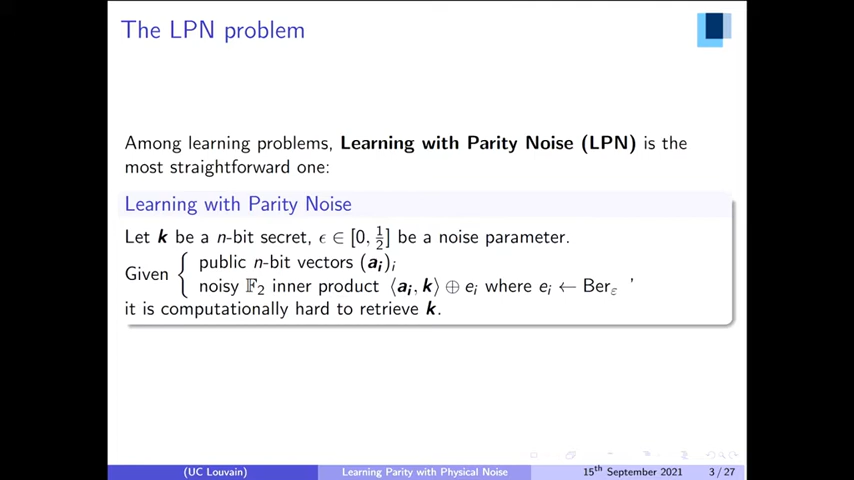 The LPN problem
Among learning problems, Learning with Parity Noise (LPN) is the
most straightforward one:
Learning with Parity Noise
Let k be a n-bit secret, ϵ ∈ [0, 1/2] be a noise parameter.
Given { public n-bit vectors (aᵢ)ᵢ
noisy 𝔽₂ inner product ⟨aᵢ, k⟩ ⊕ eᵢ where eᵢ ← Ber_ε ,
it is computationally hard to retrieve k.
(UC Louvain) Learning Parity with Physical Noise 15th September 2021 3 / 27